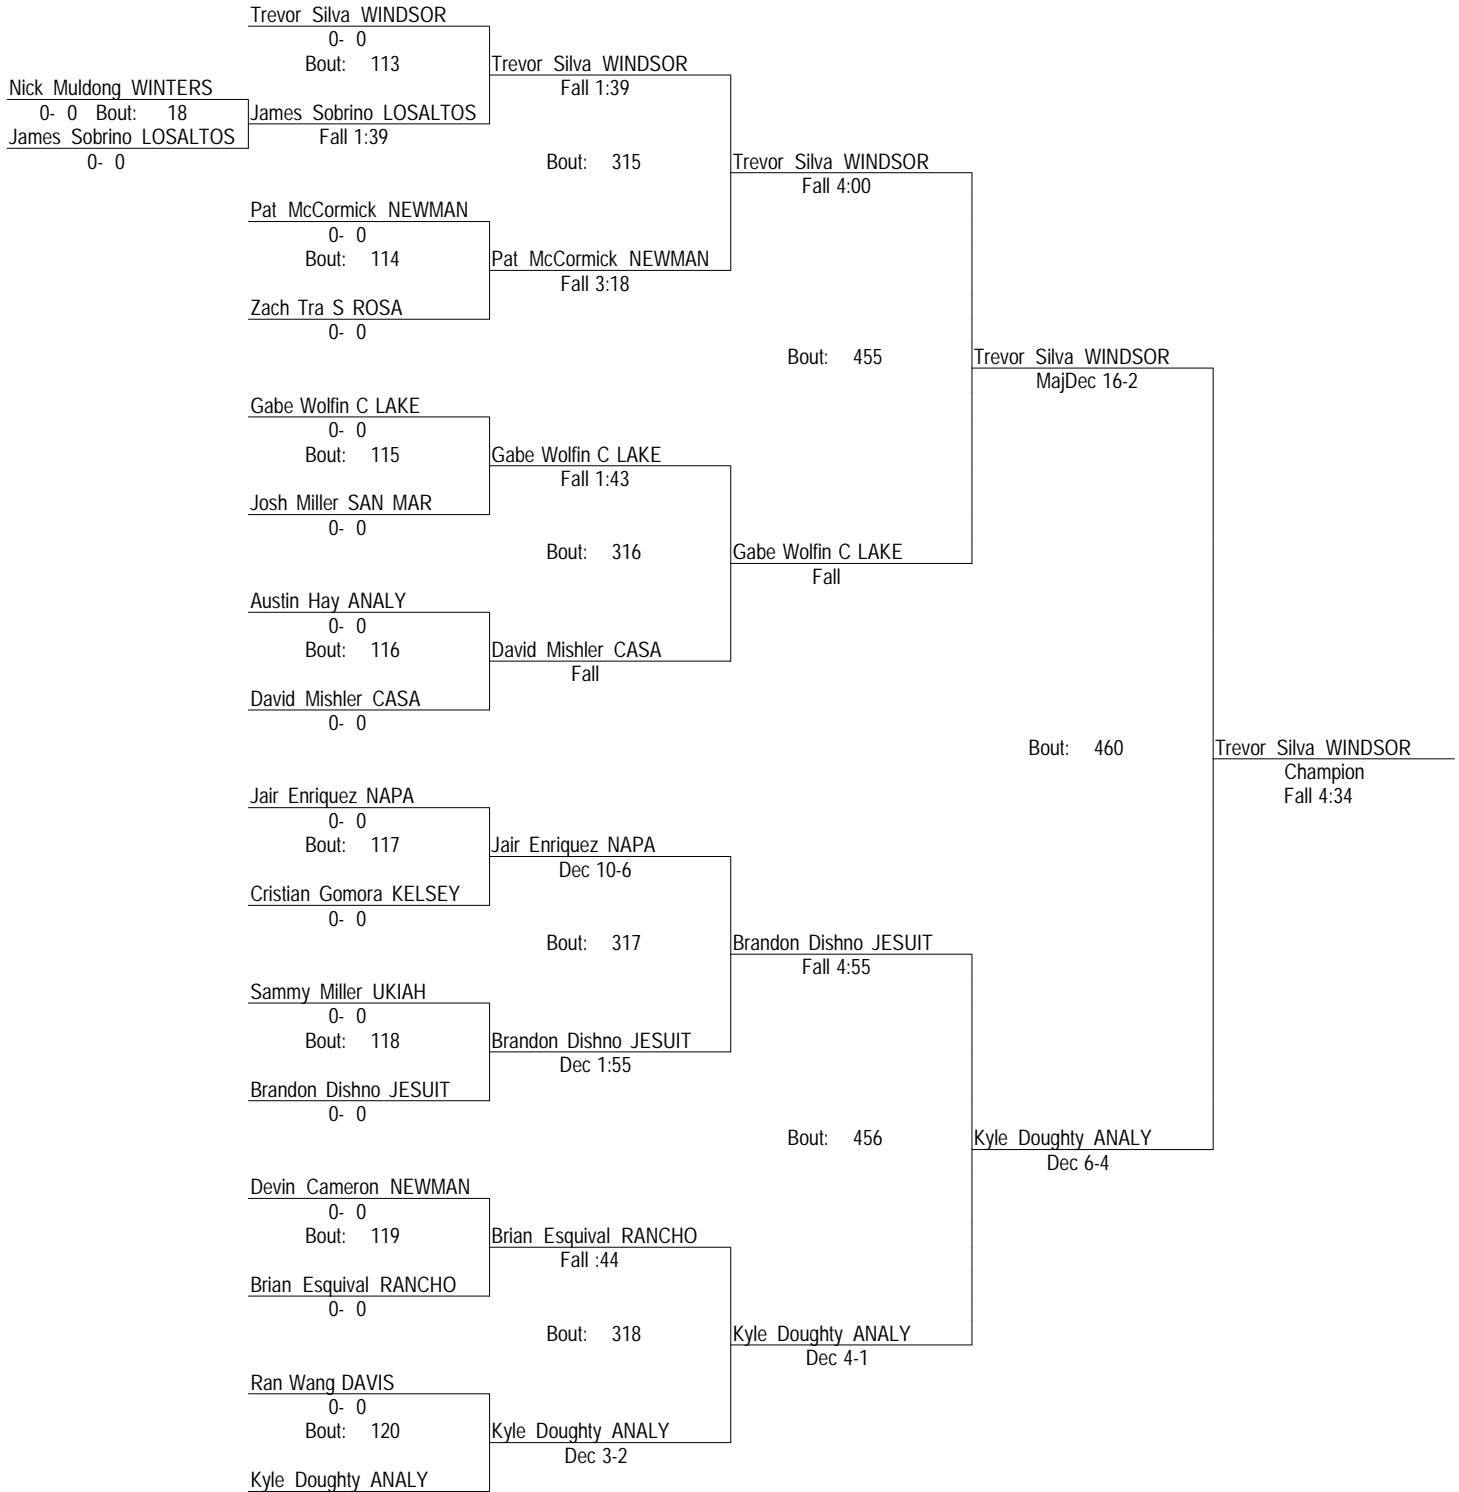 Trevor Silva WINDSOR
0- 0
Bout: 113
Trevor Silva WINDSOR
Fall 1:39
Nick Muldong WINTERS
0- 0 Bout: 18
James Sobrino LOSALTOS
0- 0
James Sobrino LOSALTOS
Fall 1:39
Bout: 315
Trevor Silva WINDSOR
Fall 4:00
Pat McCormick NEWMAN
0- 0
Bout: 114
Pat McCormick NEWMAN
Fall 3:18
Zach Tra S ROSA
0- 0
Bout: 455
Trevor Silva WINDSOR
MajDec 16-2
Gabe Wolfin C LAKE
0- 0
Bout: 115
Gabe Wolfin C LAKE
Fall 1:43
Josh Miller SAN MAR
0- 0
Bout: 316
Gabe Wolfin C LAKE
Fall
Austin Hay ANALY
0- 0
Bout: 116
David Mishler CASA
Fall
David Mishler CASA
0- 0
Bout: 460
Trevor Silva WINDSOR
Champion
Fall 4:34
Jair Enriquez NAPA
0- 0
Bout: 117
Jair Enriquez NAPA
Dec 10-6
Cristian Gomora KELSEY
0- 0
Bout: 317
Brandon Dishno JESUIT
Fall 4:55
Sammy Miller UKIAH
0- 0
Bout: 118
Brandon Dishno JESUIT
Dec 1:55
Brandon Dishno JESUIT
0- 0
Bout: 456
Kyle Doughty ANALY
Dec 6-4
Devin Cameron NEWMAN
0- 0
Bout: 119
Brian Esquival RANCHO
Fall :44
Brian Esquival RANCHO
0- 0
Bout: 318
Kyle Doughty ANALY
Dec 4-1
Ran Wang DAVIS
0- 0
Bout: 120
Kyle Doughty ANALY
Dec 3-2
Kyle Doughty ANALY